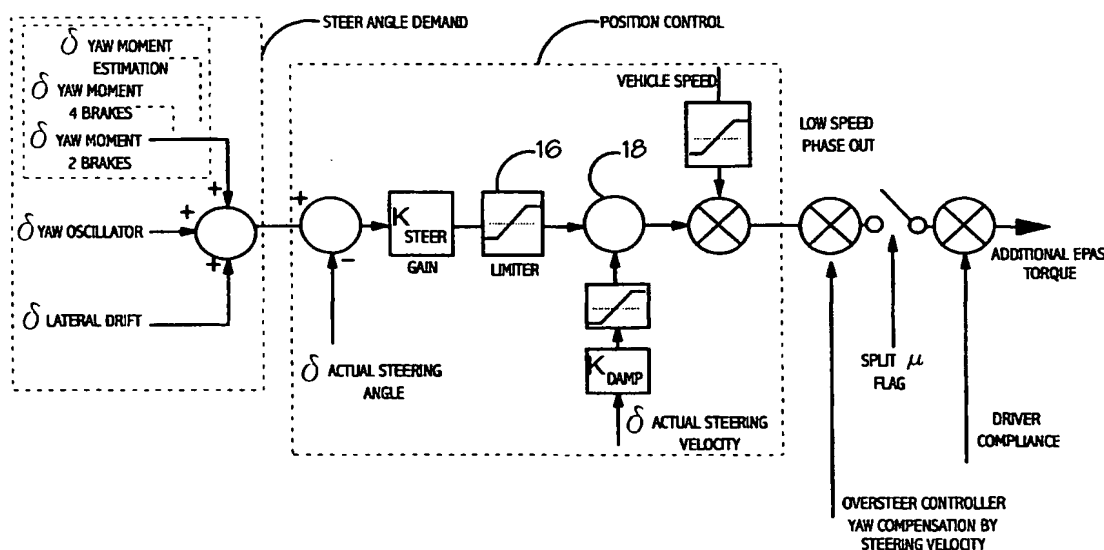 STEER ANGLE DEMAND
POSITION CONTROL
δ YAW MOMENT
ESTIMATION
δ YAW MOMENT
4 BRAKES
δ YAW MOMENT
2 BRAKES
VEHICLE SPEED
LOW SPEED
PHASE OUT
16
18
+
+
+
δ YAW OSCILLATOR
δ LATERAL DRIFT
+
-
K STEER
GAIN
LIMITER
δ ACTUAL STEERING
ANGLE
K DAMP
δ ACTUAL STEERING
VELOCITY
ADDITIONAL EPAS
TORQUE
SPLIT μ
FLAG
DRIVER
COMPLIANCE
OVERSTEER CONTROLLER
YAW COMPENSATION BY
STEERING VELOCITY